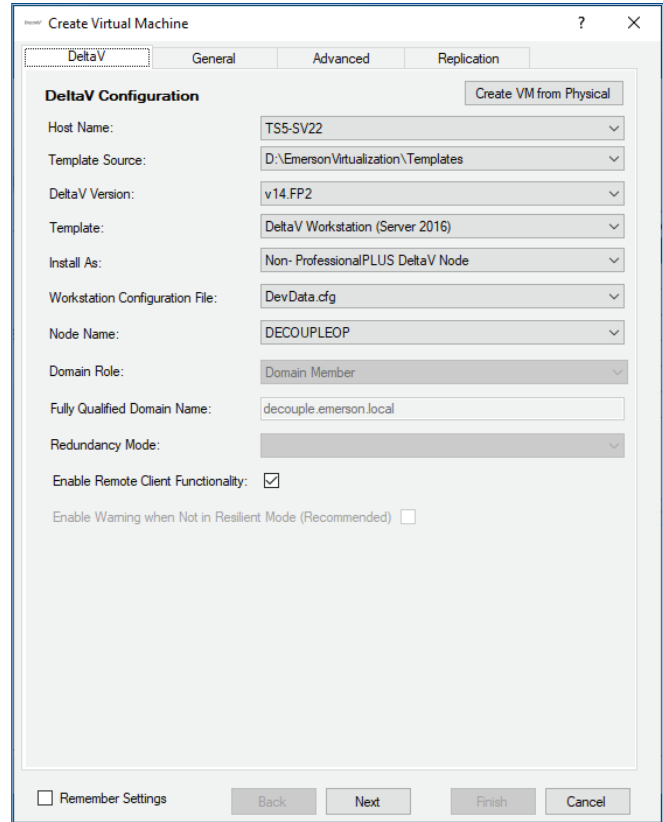 Create Virtual Machine ? ✕
DeltaV General Advanced Replication
DeltaV Configuration Create VM from Physical
Host Name: TS5-SV22
Template Source: D:\EmersonVirtualization\Templates
DeltaV Version: v14.FP2
Template: DeltaV Workstation (Server 2016)
Install As: Non- ProfessionalPLUS DeltaV Node
Workstation Configuration File: DevData.cfg
Node Name: DECOUPLEOP
Domain Role: Domain Member
Fully Qualified Domain Name: decouple.emerson.local
Redundancy Mode:
Enable Remote Client Functionality:
Enable Warning when Not in Resilient Mode (Recommended)
Remember Settings Back Next Finish Cancel